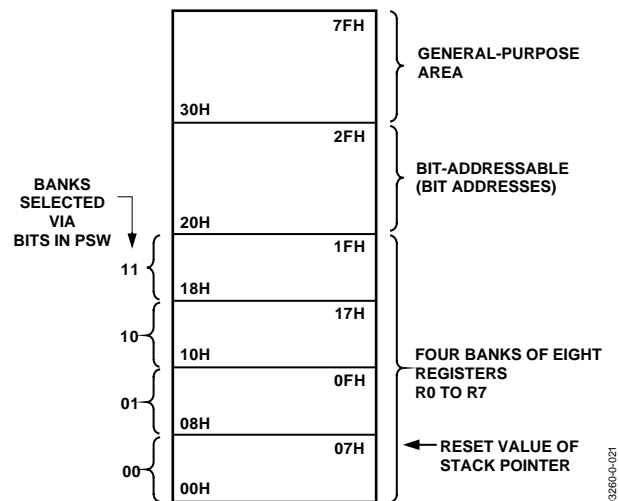 7FH
GENERAL-PURPOSE
AREA
30H
2FH
BIT-ADDRESSABLE
(BIT ADDRESSES)
BANKS
SELECTED
VIA
BITS IN PSW
20H
1FH
11
18H
17H
10
10H
FOUR BANKS OF EIGHT
REGISTERS
R0 TO R7
0FH
01
08H
07H
RESET VALUE OF
STACK POINTER
00
00H
03260-0-021